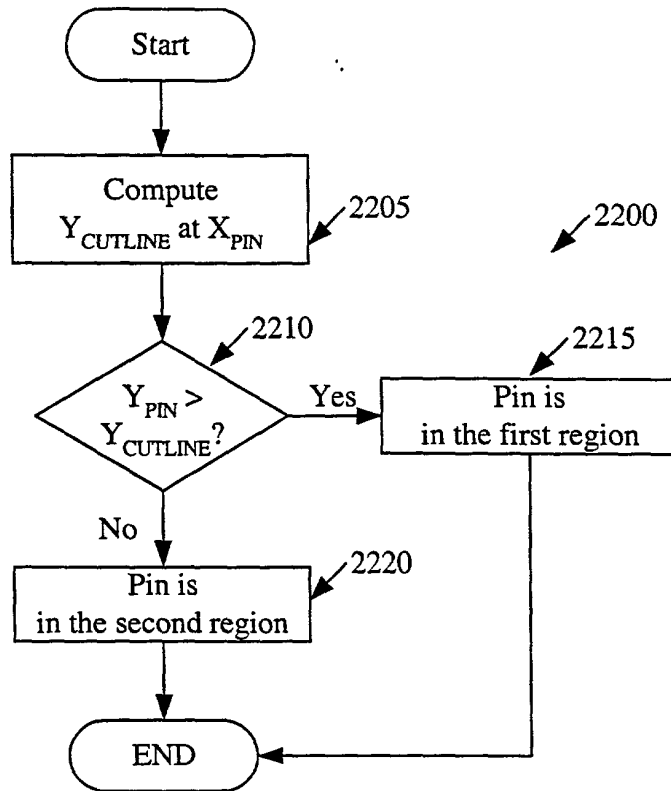 Start
Compute
Y_CUTLINE at X_PIN
2205
2200
2210
Y_PIN >
Y_CUTLINE?
Yes
2215
Pin is
in the first region
No
2220
Pin is
in the second region
END